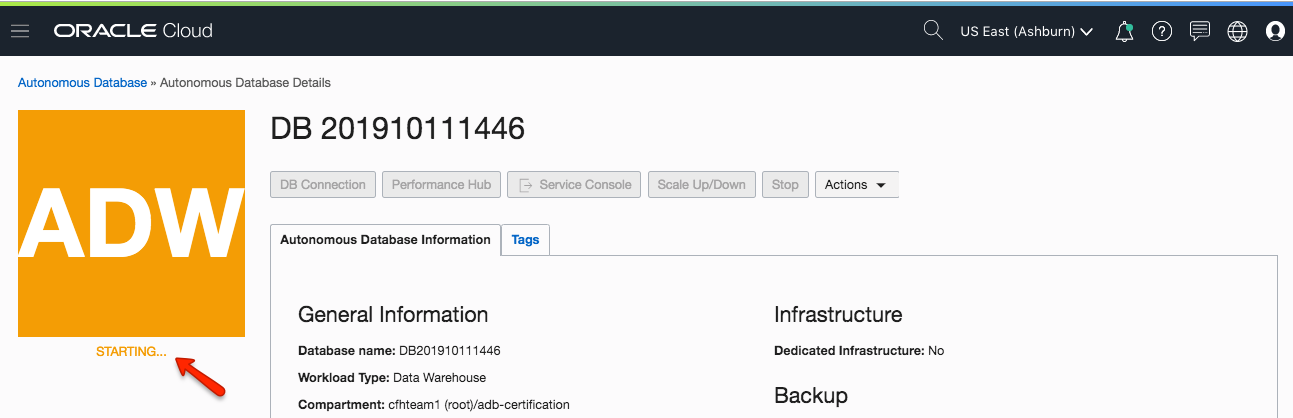 ORACLE Cloud
US East (Ashburn)
Autonomous Database » Autonomous Database Details
ADW
STARTING...
DB 201910111446
DB Connection Performance Hub Service Console Scale Up/Down Stop Actions
Autonomous Database Information Tags
General Information
Database name: DB201910111446
Workload Type: Data Warehouse
Compartment: cfhteam1 (root)/adb-certification
Infrastructure
Dedicated Infrastructure: No
Backup